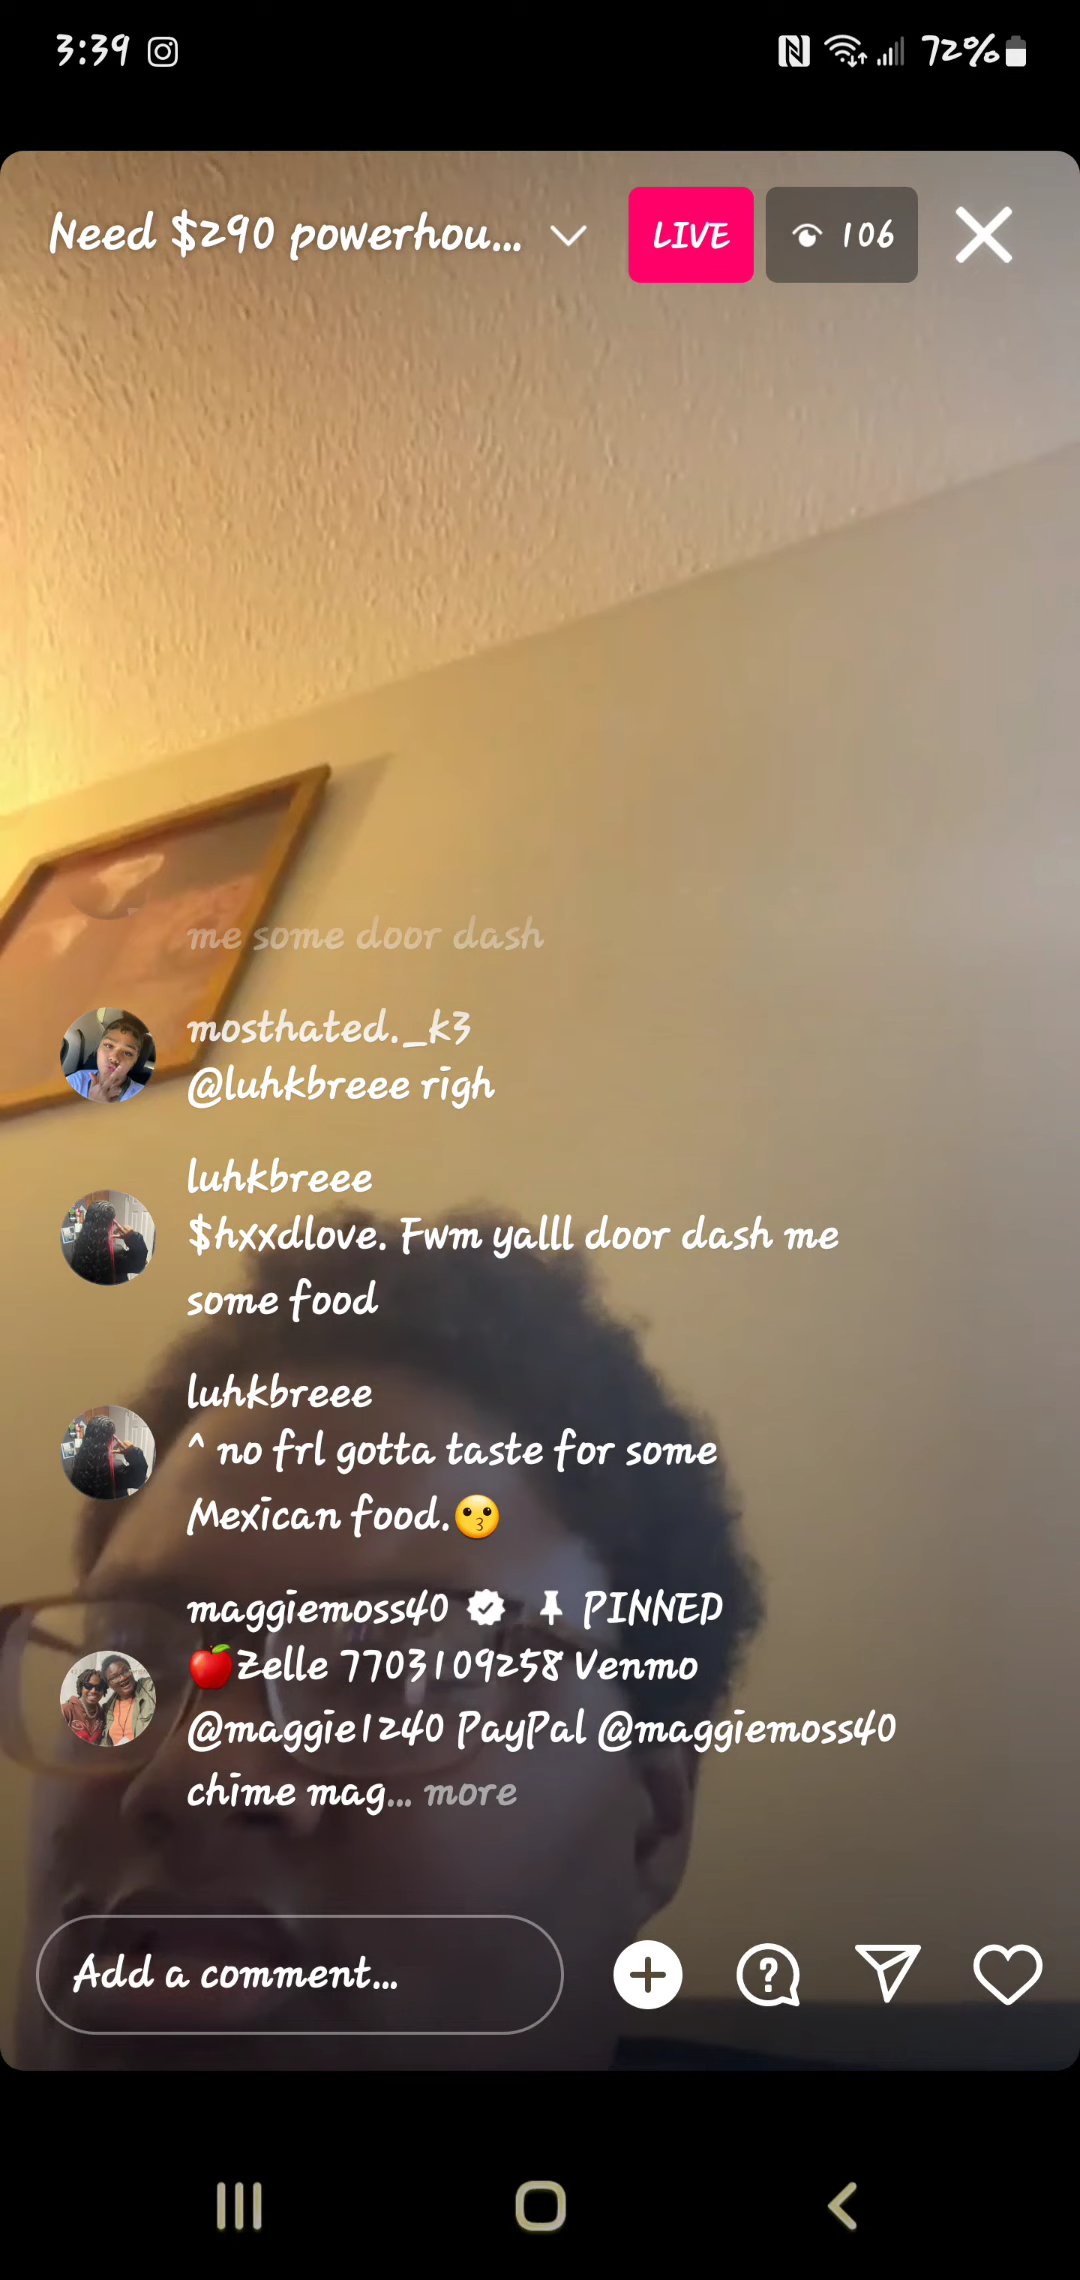 3:39
72%
Need $290 powerhou...
LIVE
106
me some door dash
mosthated._k3
@luhkbreee righ
luhkbreee
$hxxdlove. Fwm yalll door dash me
some food
luhkbreee
^ no frl gotta taste for some
Mexican food.😗
maggiemoss40 PINNED
🍎Zelle 7703109258 Venmo
@maggie1240 PayPal @maggiemoss40
chime mag... more
Add a comment...